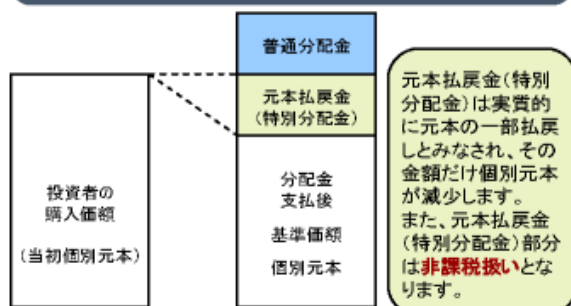 普通分配金
元本払戻金
(特別分配金)
投資者の
購入価額
(当初個別元本)
分配金
支払後
基準価額
個別元本
元本払戻金(特別
分配金)は実質的
に元本の一部払戻
しとみなされ、その
金額だけ個別元本
が減少します。
また、元本払戻金
(特別分配金)部分
は非課税扱いとな
ります。